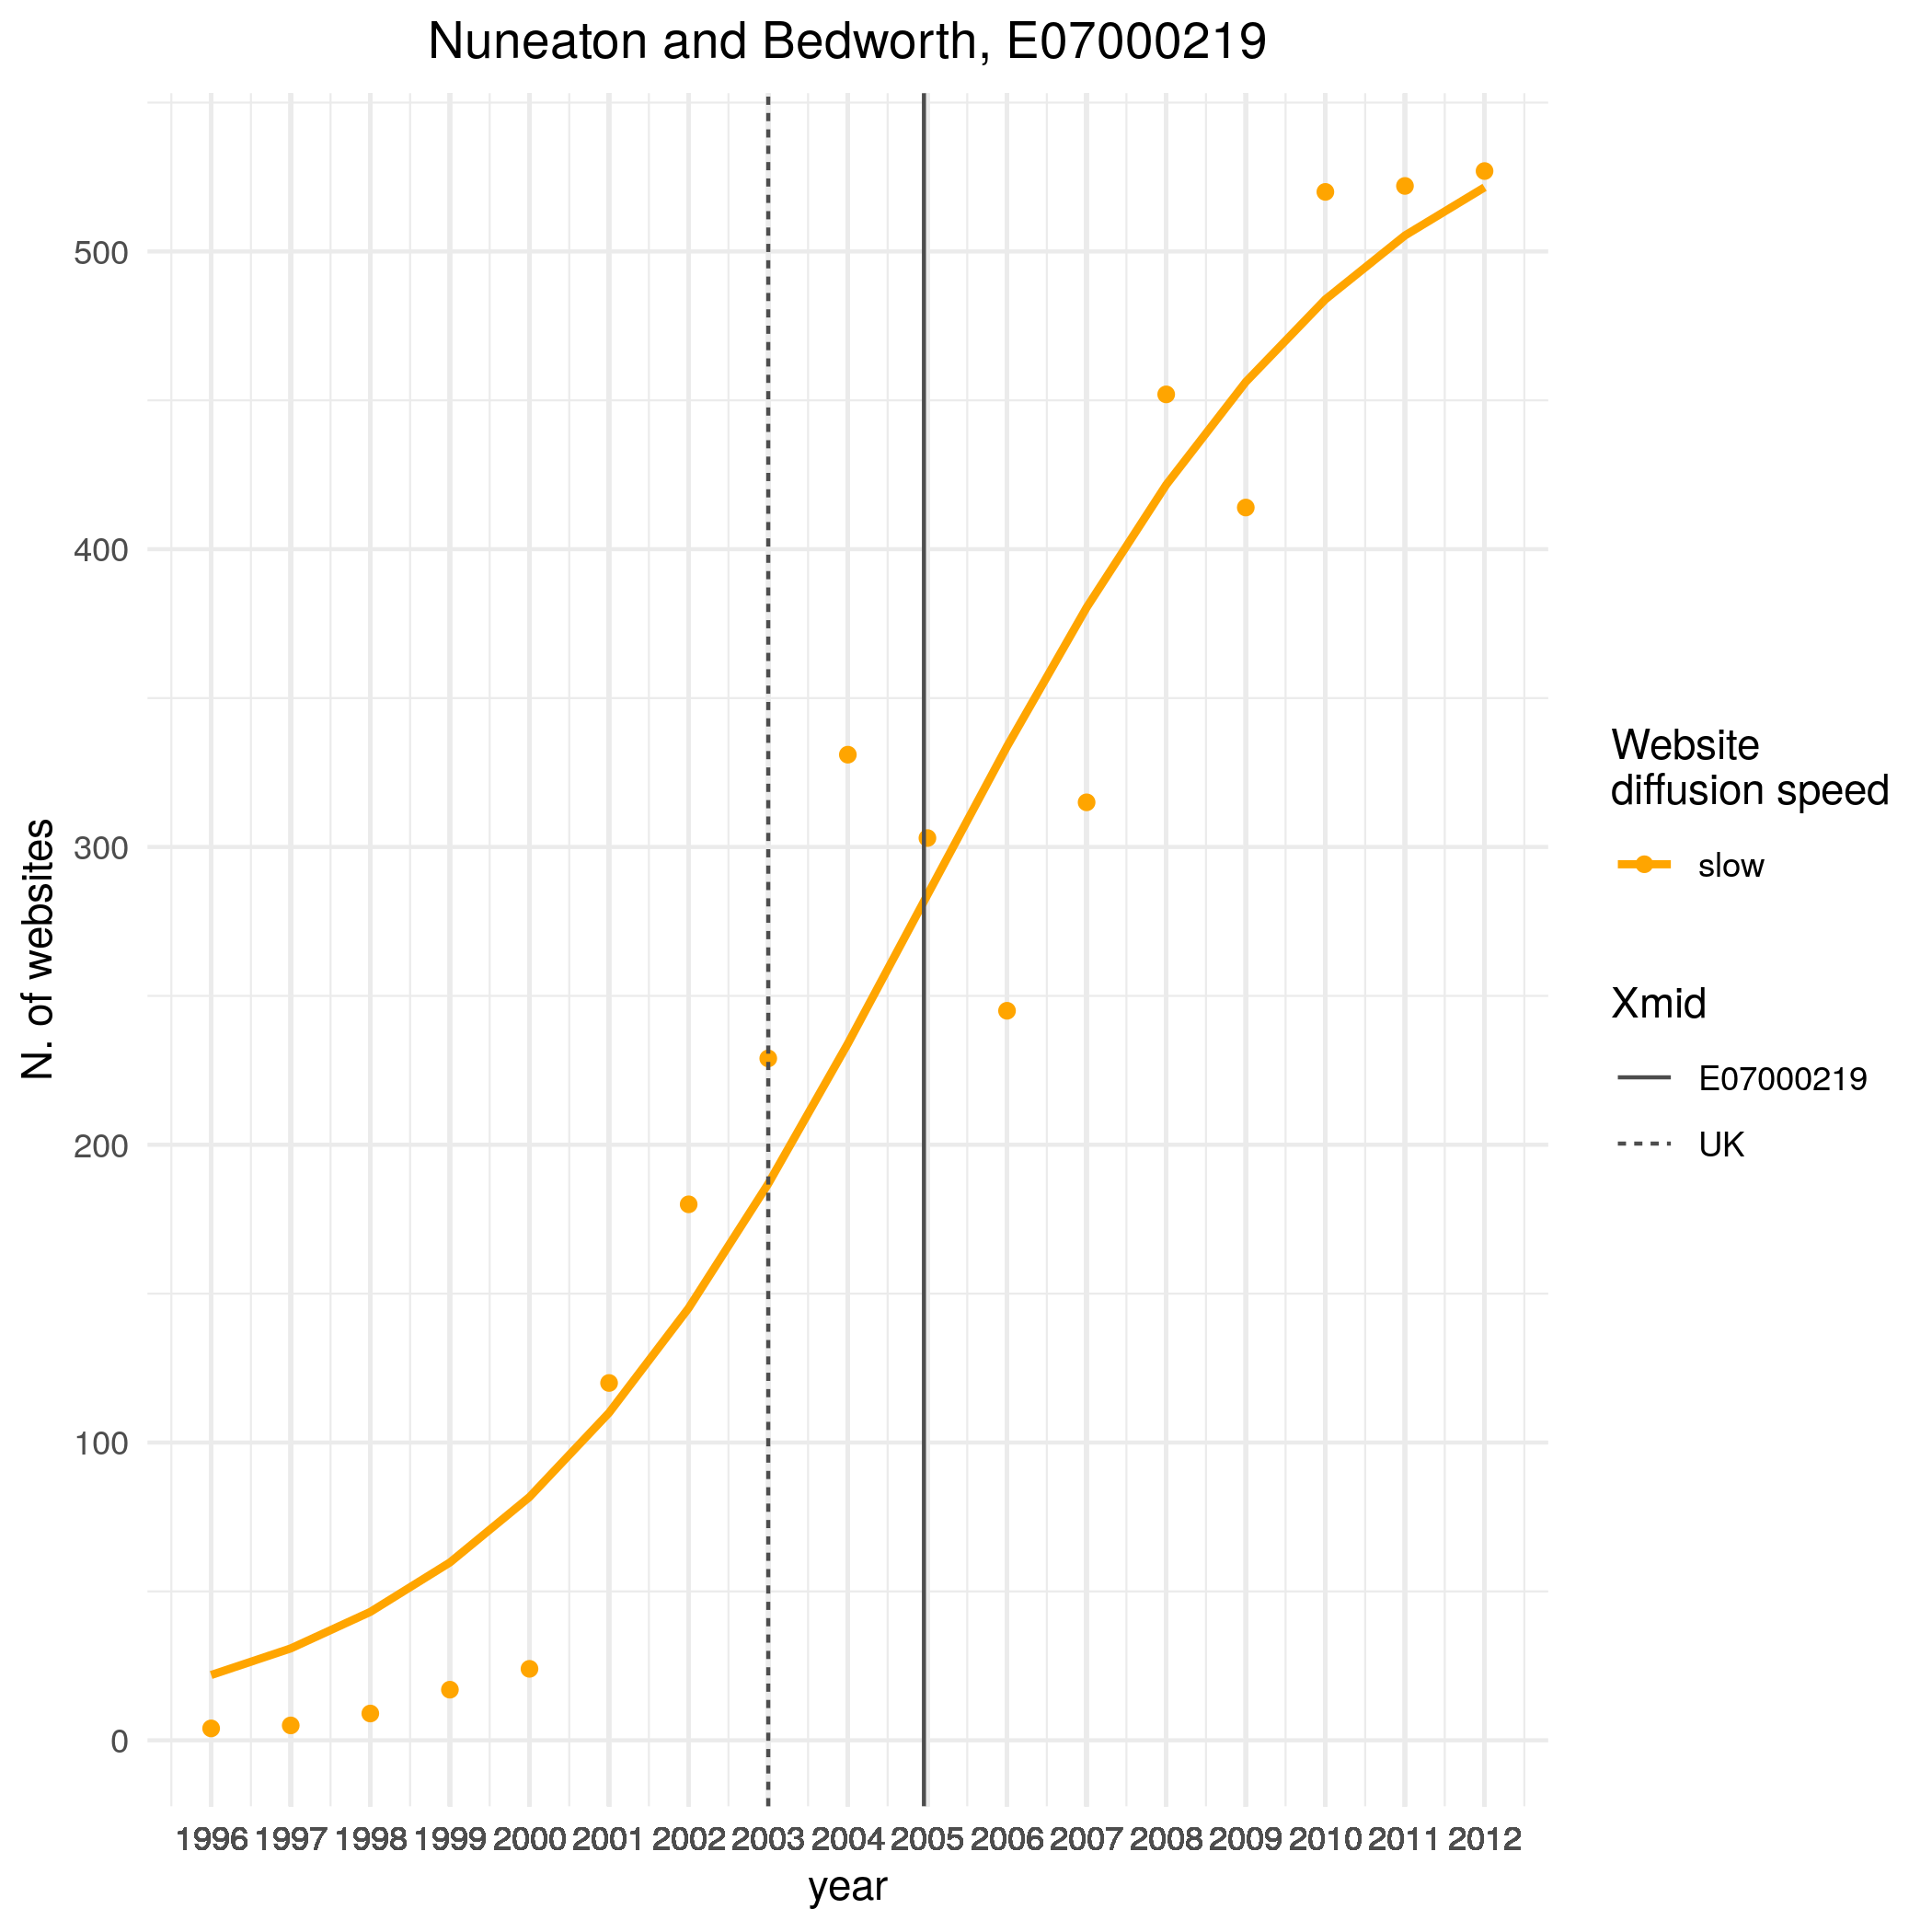 Nuneaton and Bedworth, E07000219
N. of websites
500
400
300
200
100
0
1996 1997 1998 1999 2000 2001 2002 2003 2004 2005 2006 2007 2008 2009 2010 2011 2012
year
Website
diffusion speed
slow
Xmid
E07000219
UK